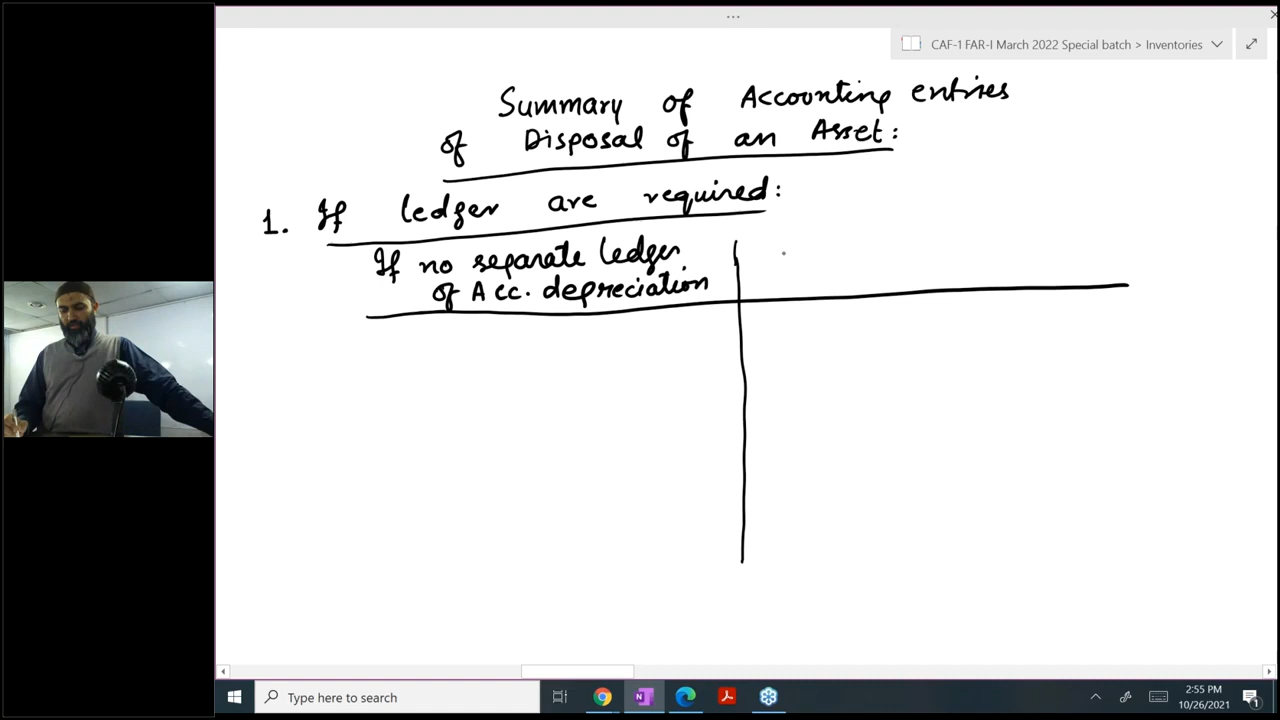 CAF-1 FAR-I March 2022 Special batch > Inventories
Summary of Accounting entries
of Disposal of an Asset:
1. If ledger are required:
If no separate ledger
of Acc. depreciation
Type here to search
2:55 PM
10/26/2021
1